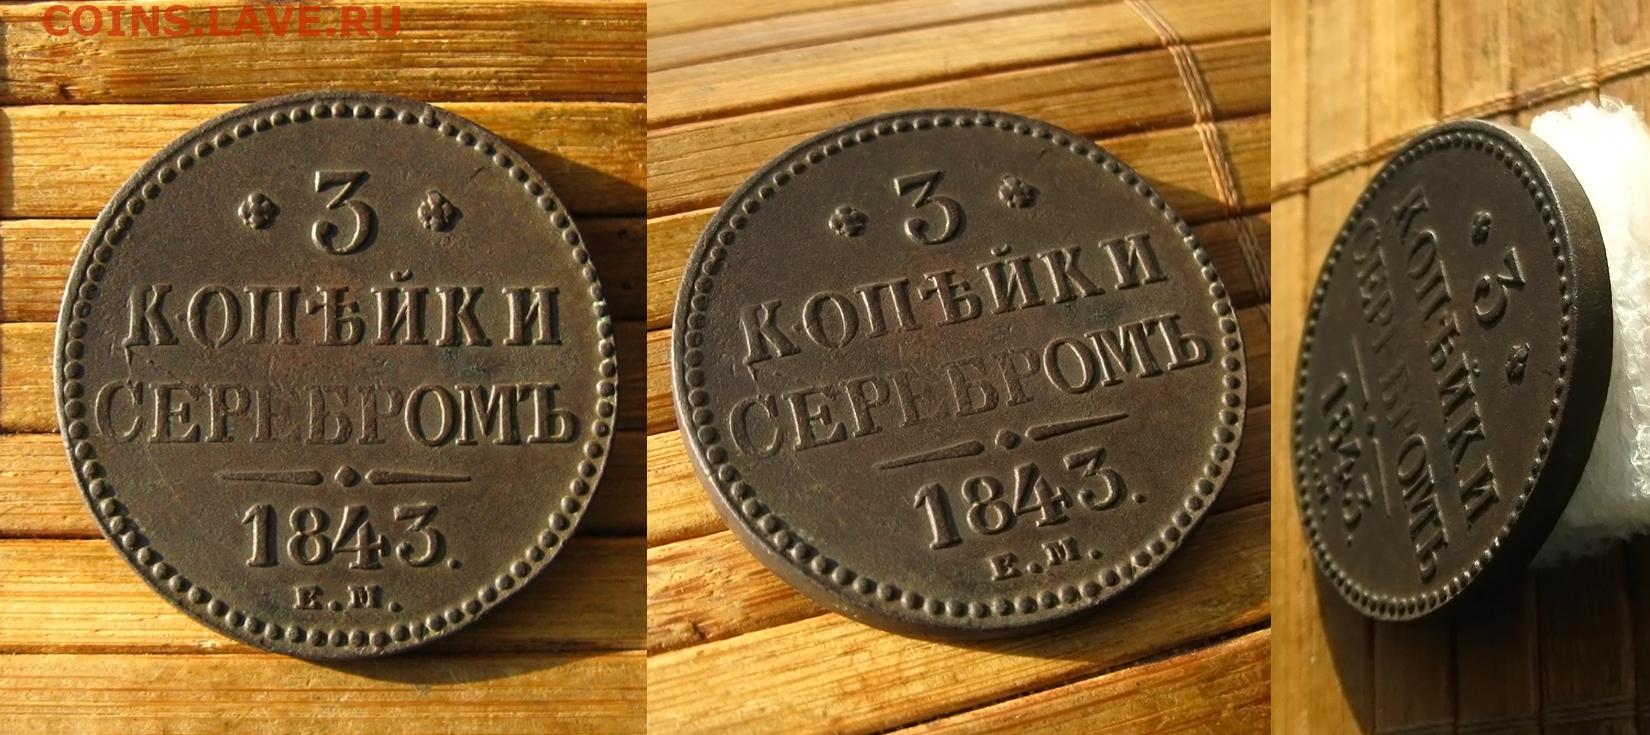 COINS.LAVE.RU
3
КОПѢЙКИ
СЕРЕБРОМЪ
1843.
Е.М.
3
КОПѢЙКИ
СЕРЕБРОМЪ
1843.
Е.М.
3
КОПѢЙКИ
СЕРЕБРОМЪ
1843.
Е.М.